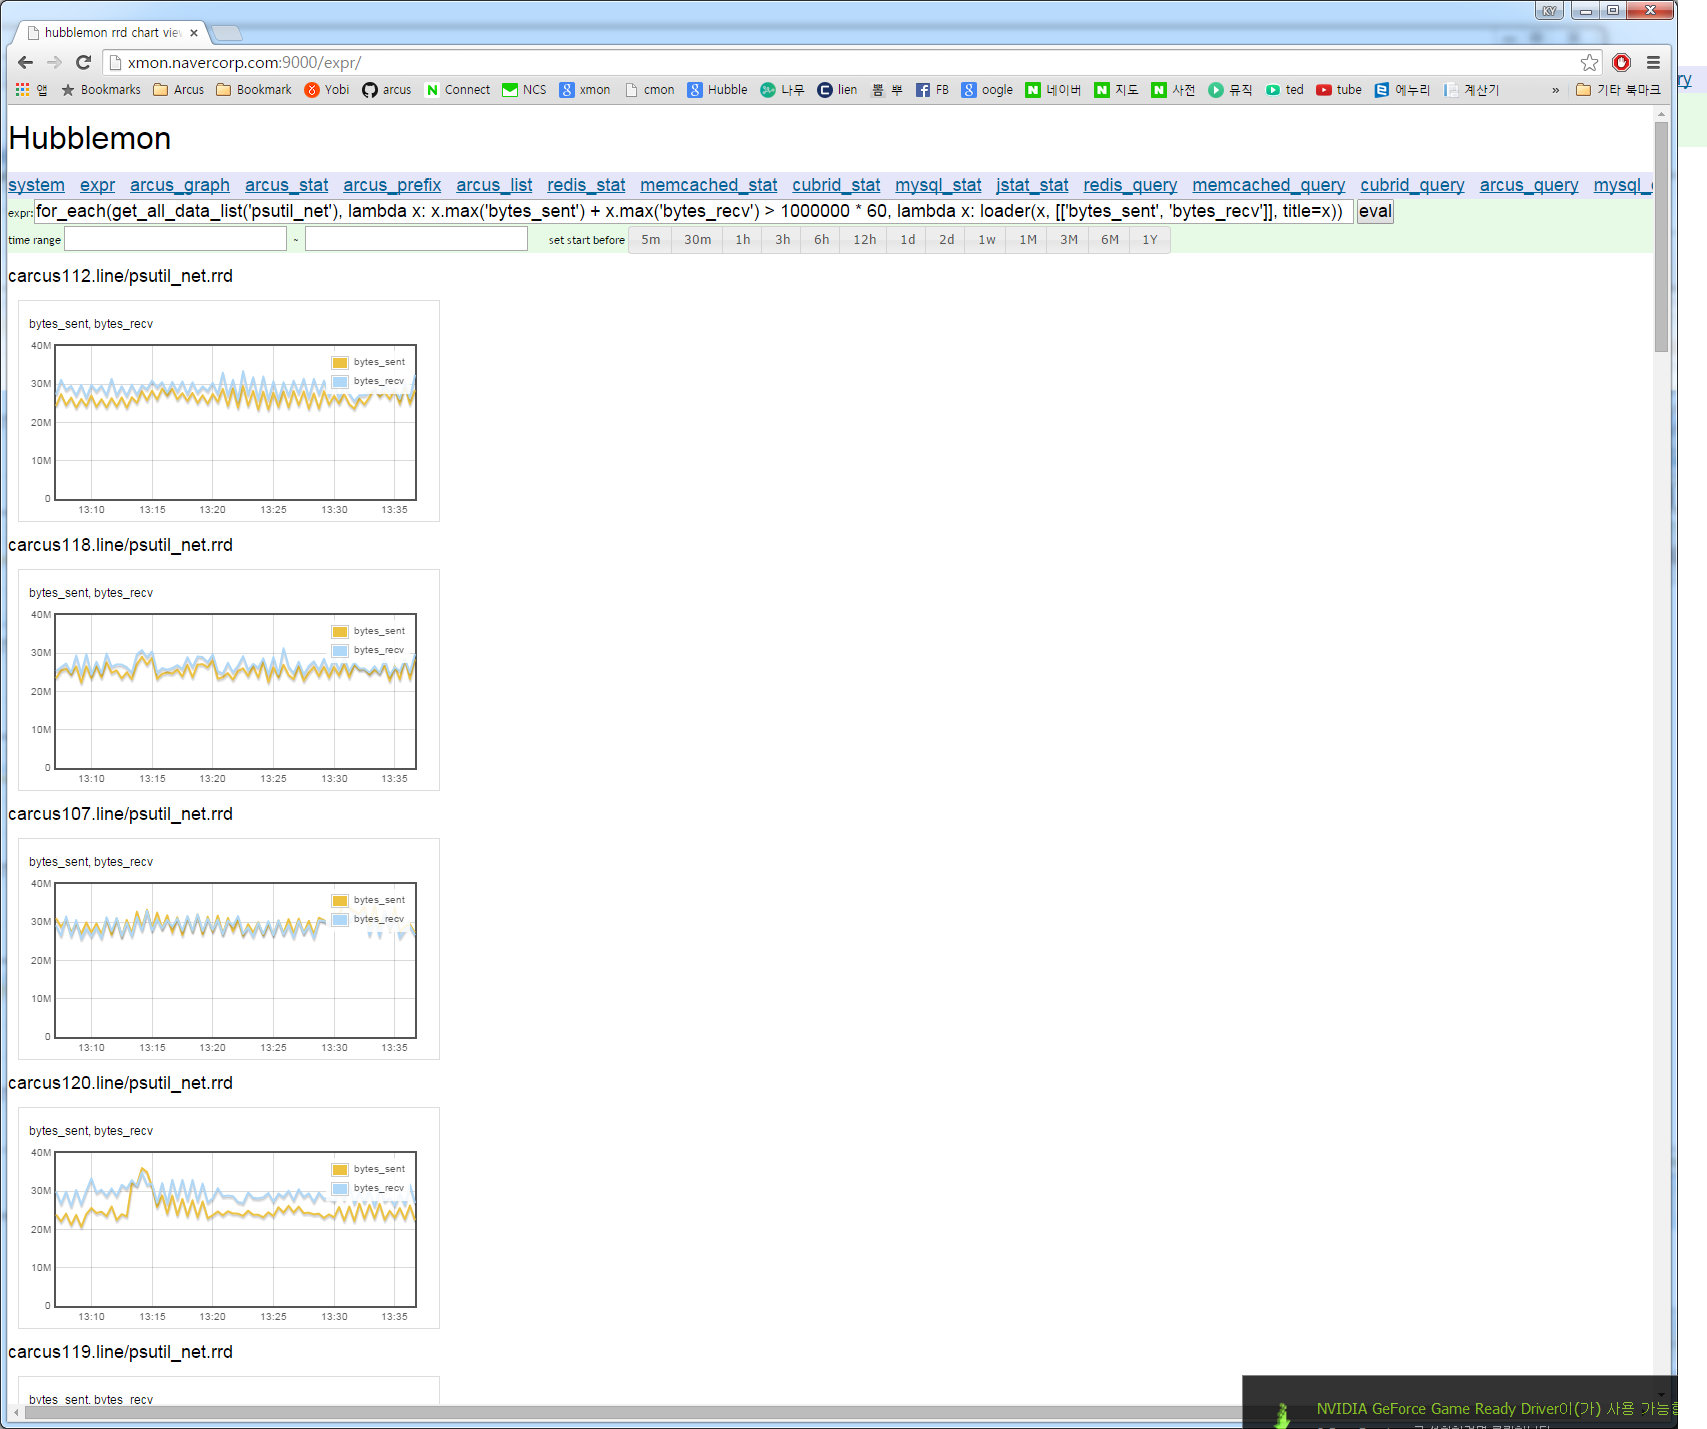 KY
hubblemon rrd chart view
xmon.navercorp.com:9000/expr/
앱 Bookmarks Arcus Bookmark Yobi arcus Connect NCS xmon cmon Hubble 나무 lien 뽐 뿌 FB oogle 네이버 지도 사전 뮤직 ted tube 에누리 계산기 » 기타 북마크
ry
Hubblemon
system expr arcus_graph arcus_stat arcus_prefix arcus_list redis_stat memcached_stat cubrid_stat mysql_stat jstat_stat redis_query memcached_query cubrid_query arcus_query mysql_
expr: for_each(get_all_data_list('psutil_net'), lambda x: x.max('bytes_sent') + x.max('bytes_recv') > 1000000 * 60, lambda x: loader(x, [['bytes_sent', 'bytes_recv']], title=x)) eval
time range ~ set start before 5m 30m 1h 3h 6h 12h 1d 2d 1w 1M 3M 6M 1Y
carcus112.line/psutil_net.rrd
bytes_sent, bytes_recv
40M
bytes_sent
30M
bytes_recv
20M
10M
0
13:10 13:15 13:20 13:25 13:30 13:35
carcus118.line/psutil_net.rrd
bytes_sent, bytes_recv
40M
bytes_sent
30M
bytes_recv
20M
10M
0
13:10 13:15 13:20 13:25 13:30 13:35
carcus107.line/psutil_net.rrd
bytes_sent, bytes_recv
40M
bytes_sent
30M
bytes_recv
20M
10M
0
13:10 13:15 13:20 13:25 13:30 13:35
carcus120.line/psutil_net.rrd
bytes_sent, bytes_recv
40M
bytes_sent
30M
bytes_recv
20M
10M
0
13:10 13:15 13:20 13:25 13:30 13:35
carcus119.line/psutil_net.rrd
bytes_sent, bytes_recv
NVIDIA GeForce Game Ready Driver이(가) 사용 가능